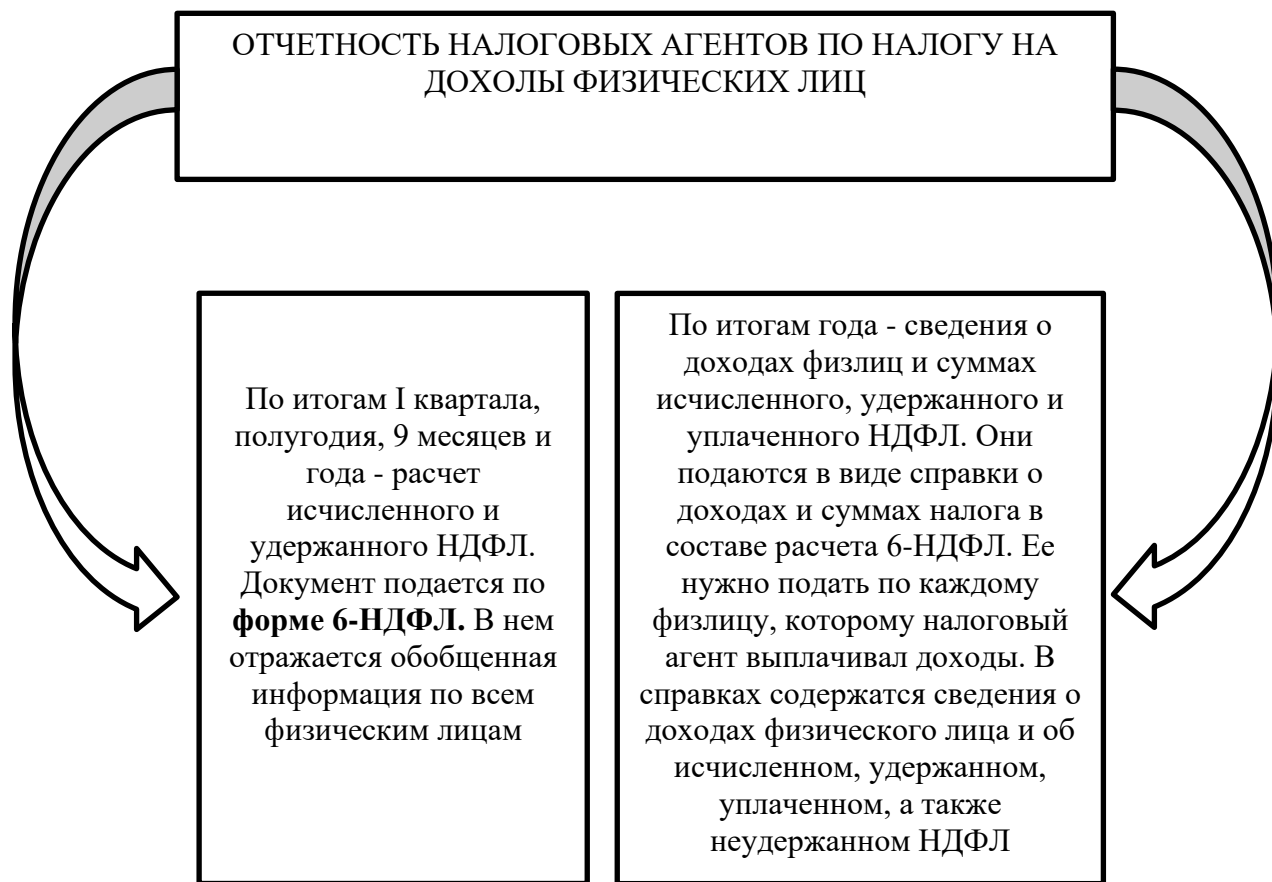 ОТЧЕТНОСТЬ НАЛОГОВЫХ АГЕНТОВ ПО НАЛОГУ НА
ДОХОЛЫ ФИЗИЧЕСКИХ ЛИЦ
По итогам I квартала,
полугодия, 9 месяцев и
года - расчет
исчисленного и
удержанного НДФЛ.
Документ подается по
форме 6-НДФЛ. В нем
отражается обобщенная
информация по всем
физическим лицам
По итогам года - сведения о
доходах физлиц и суммах
исчисленного, удержанного и
уплаченного НДФЛ. Они
подаются в виде справки о
доходах и суммах налога в
составе расчета 6-НДФЛ. Ее
нужно подать по каждому
физлицу, которому налоговый
агент выплачивал доходы. В
справках содержатся сведения о
доходах физического лица и об
исчисленном, удержанном,
уплаченном, а также
неудержанном НДФЛ